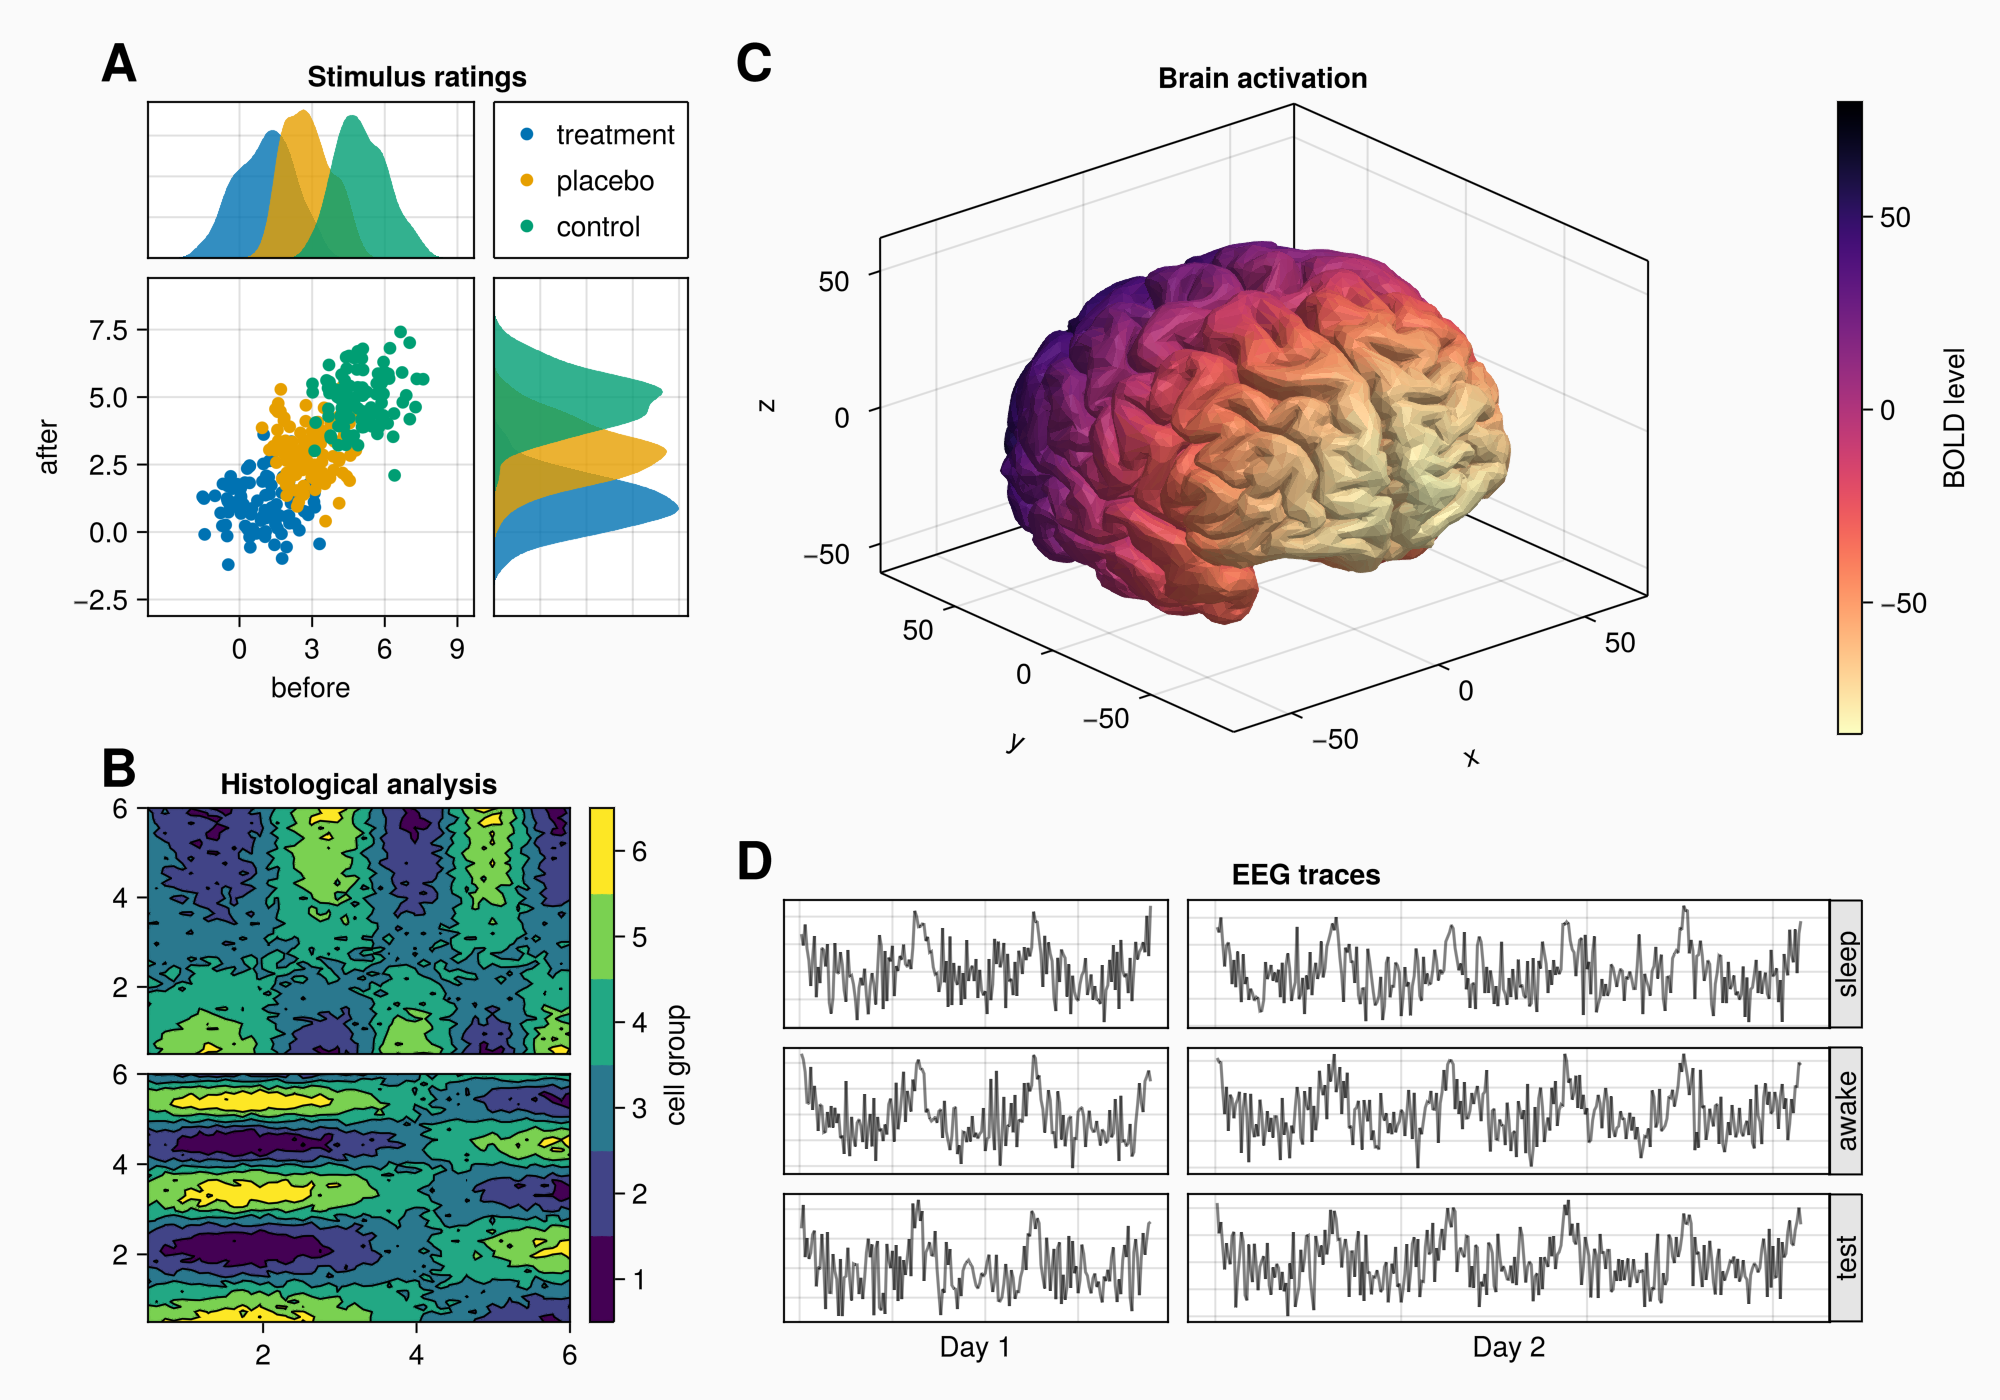 A
Stimulus ratings
treatment
placebo
control
7.5
5.0
2.5
0.0
−2.5
after
0
3
6
9
before
B
Histological analysis
6
4
2
6
4
2
2
4
6
6
5
4
3
2
1
cell group
C
Brain activation
50
0
−50
z
50
0
−50
y
−50
0
50
x
50
0
−50
BOLD level
D
EEG traces
sleep
awake
test
Day 1
Day 2